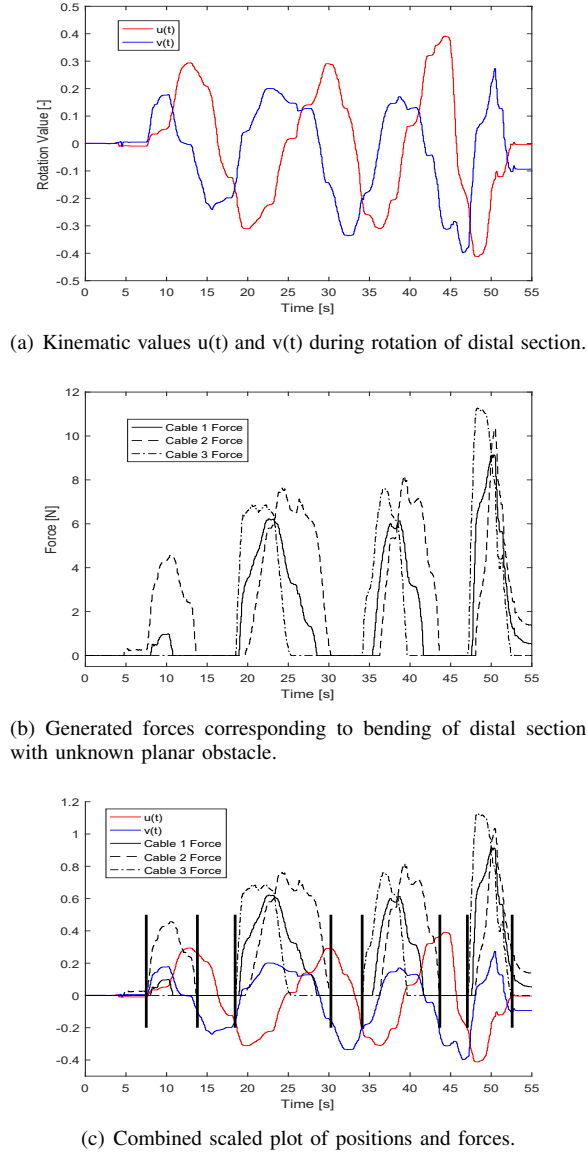 0.5
0.4
0.3
0.2
0.1
0
-0.1
-0.2
-0.3
-0.4
-0.5
Rotation Value [-]
u(t)
v(t)
0 5 10 15 20 25 30 35 40 45 50 55
Time [s]
(a) Kinematic values u(t) and v(t) during rotation of distal section.
12
10
8
6
4
2
0
Force [N]
Cable 1 Force
Cable 2 Force
Cable 3 Force
0 5 10 15 20 25 30 35 40 45 50 55
Time [s]
(b) Generated forces corresponding to bending of distal section
with unknown planar obstacle.
1.2
1
0.8
0.6
0.4
0.2
0
-0.2
-0.4
u(t)
v(t)
Cable 1 Force
Cable 2 Force
Cable 3 Force
0 5 10 15 20 25 30 35 40 45 50 55
Time [s]
(c) Combined scaled plot of positions and forces.